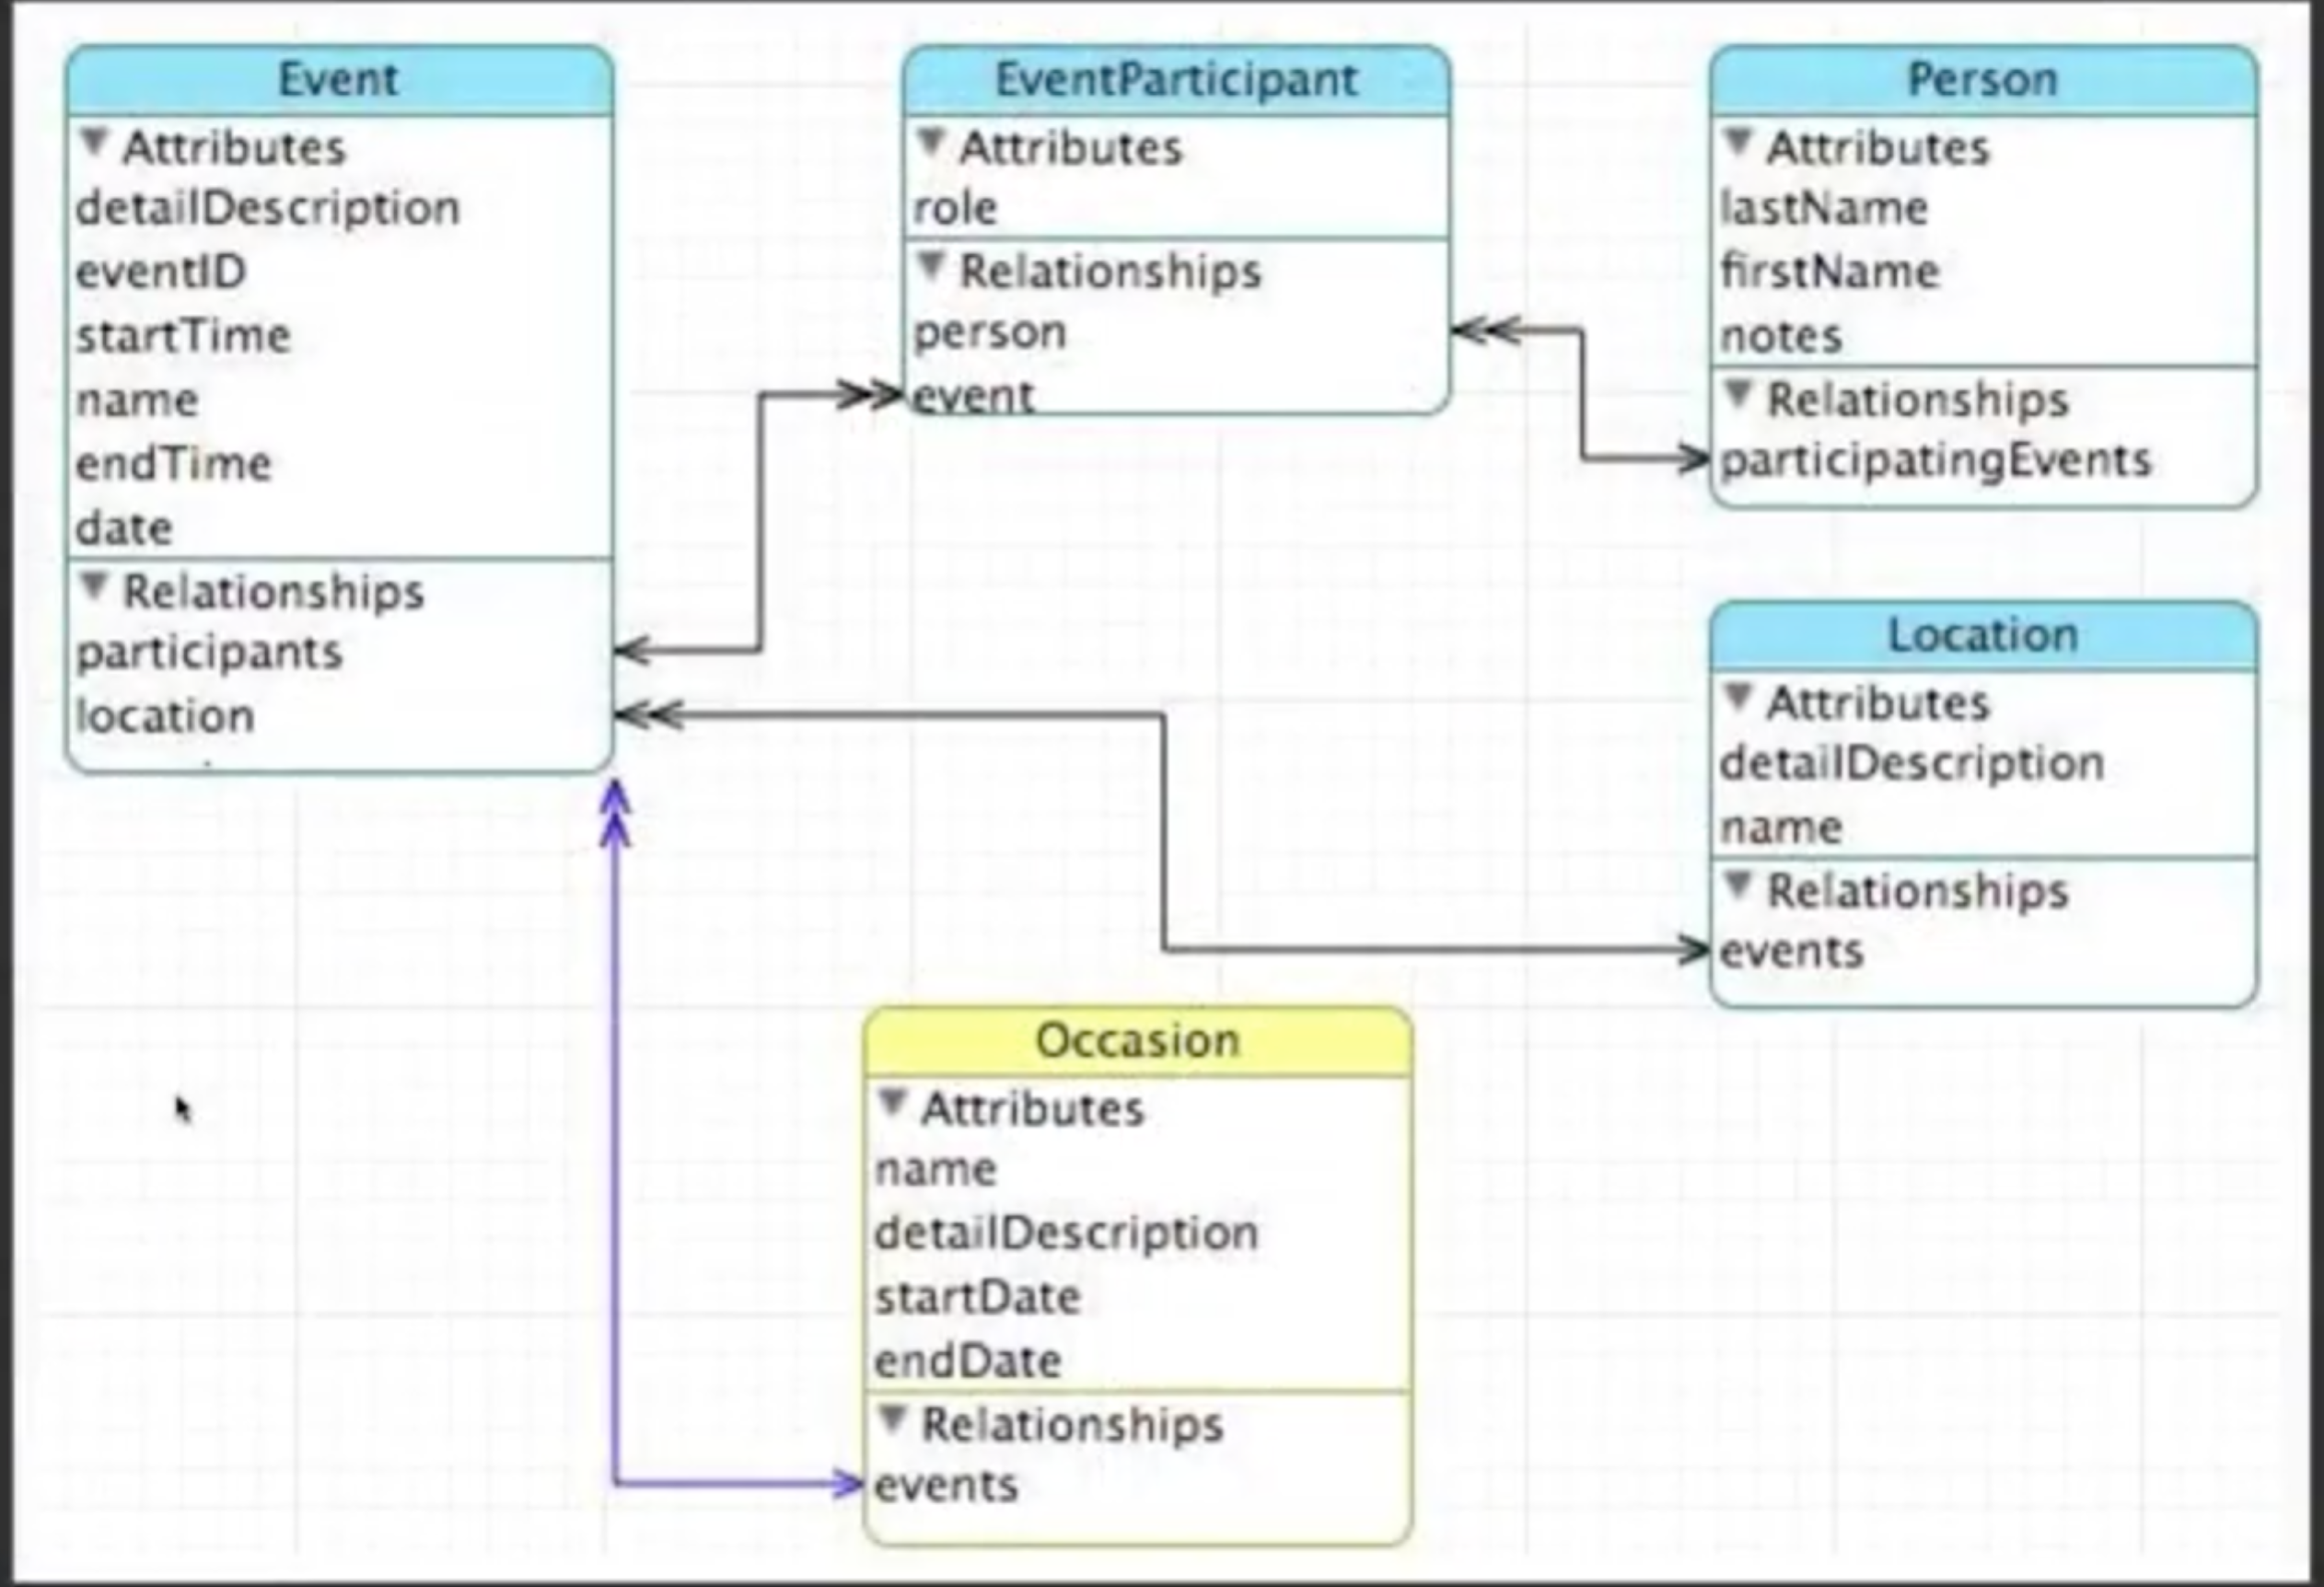 Event
Attributes
detailDescription
eventID
startTime
name
endTime
date
Relationships
participants
location
EventParticipant
Attributes
role
Relationships
person
event
Person
Attributes
lastName
firstName
notes
Relationships
participatingEvents
Location
Attributes
detailDescription
name
Relationships
events
Occasion
Attributes
name
detailDescription
startDate
endDate
Relationships
events